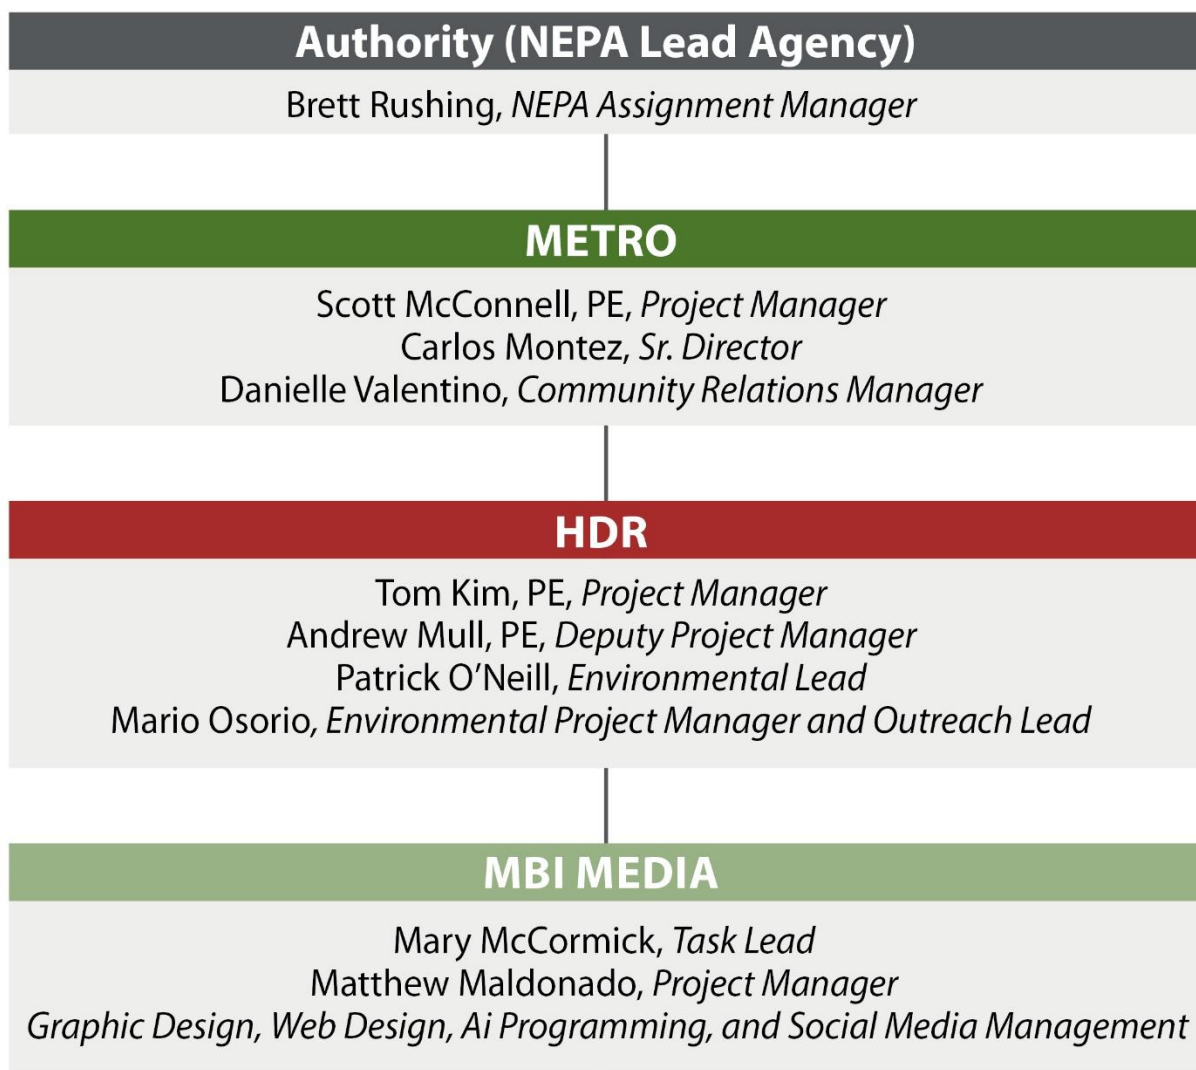 Authority (NEPA Lead Agency)
Brett Rushing, NEPA Assignment Manager
METRO
Scott McConnell, PE, Project Manager
Carlos Montez, Sr. Director
Danielle Valentino, Community Relations Manager
HDR
Tom Kim, PE, Project Manager
Andrew Mull, PE, Deputy Project Manager
Patrick O’Neill, Environmental Lead
Mario Osorio, Environmental Project Manager and Outreach Lead
MBI MEDIA
Mary McCormick, Task Lead
Matthew Maldonado, Project Manager
Graphic Design, Web Design, Ai Programming, and Social Media Management